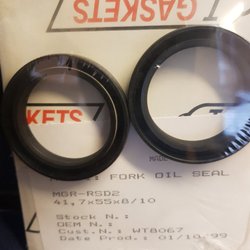 GASKETS
KETS
MADE
FORK OIL SEAL
MGR-RSD2
41,7x55x8/10
Stock N.:
OEM N.:
Cust.N.: WT8067
Date Prod.: 01/10.99